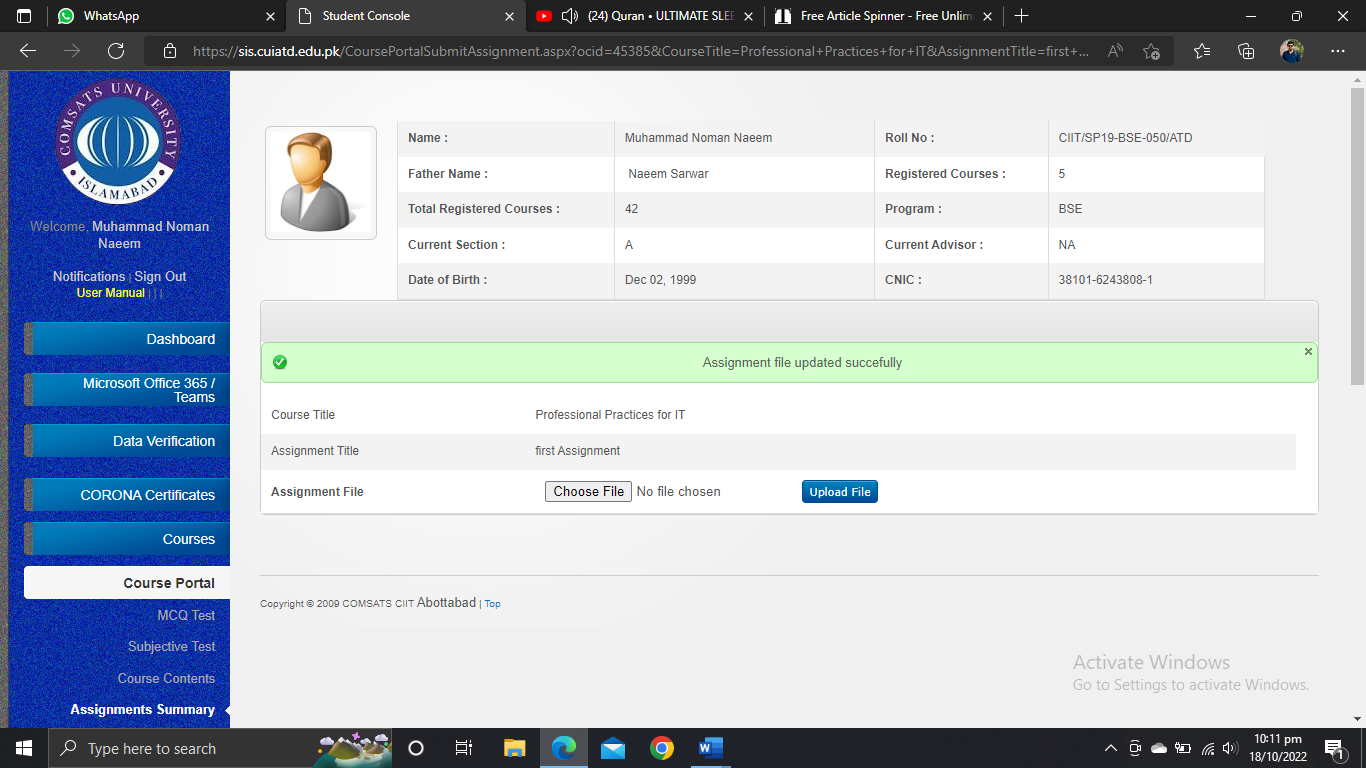 WhatsApp
Student Console
(24) Quran • ULTIMATE SLEE
Free Article Spinner - Free Unlim
https://sis.cuiatd.edu.pk/CoursePortalSubmitAssignment.aspx?ocid=45385&CourseTitle=Professional+Practices+for+IT&AssignmentTitle=first+...
COMSATS UNIVERSITY
ISLAMABAD
Welcome, Muhammad Noman
Naeem
Notifications | Sign Out
User Manual | | |
Dashboard
Microsoft Office 365 /
Teams
Data Verification
CORONA Certificates
Courses
Course Portal
MCQ Test
Subjective Test
Course Contents
Assignments Summary
Name : Muhammad Noman Naeem Roll No : CIIT/SP19-BSE-050/ATD
Father Name : Naeem Sarwar Registered Courses : 5
Total Registered Courses : 42 Program : BSE
Current Section : A Current Advisor : NA
Date of Birth : Dec 02, 1999 CNIC : 38101-6243808-1
Assignment file updated succefully
Course Title Professional Practices for IT
Assignment Title first Assignment
Assignment File Choose File No file chosen Upload File
Copyright © 2009 COMSATS CIIT Abottabad | Top
Activate Windows
Go to Settings to activate Windows.
Type here to search
10:11 pm
18/10/2022
1